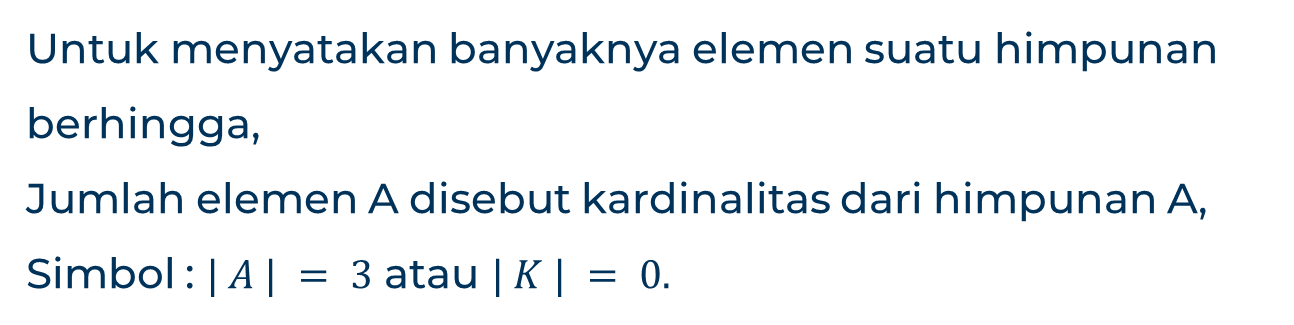 Untuk menyatakan banyaknya elemen suatu himpunan
berhingga,
Jumlah elemen A disebut kardinalitas dari himpunan A,
Simbol : | A | = 3 atau | K | = 0.